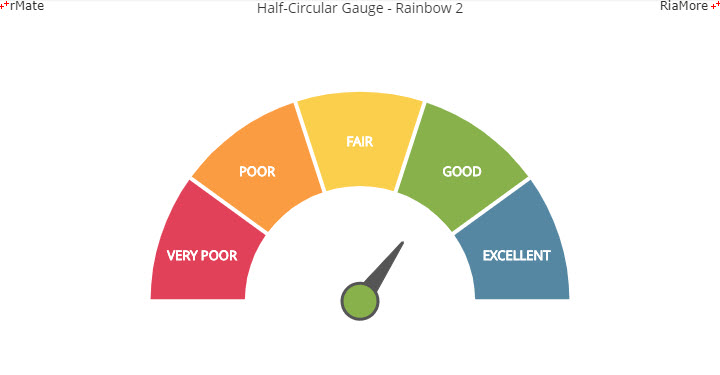 rMate
Half-Circular Gauge - Rainbow 2
RiaMore
FAIR
POOR
GOOD
VERY POOR
EXCELLENT